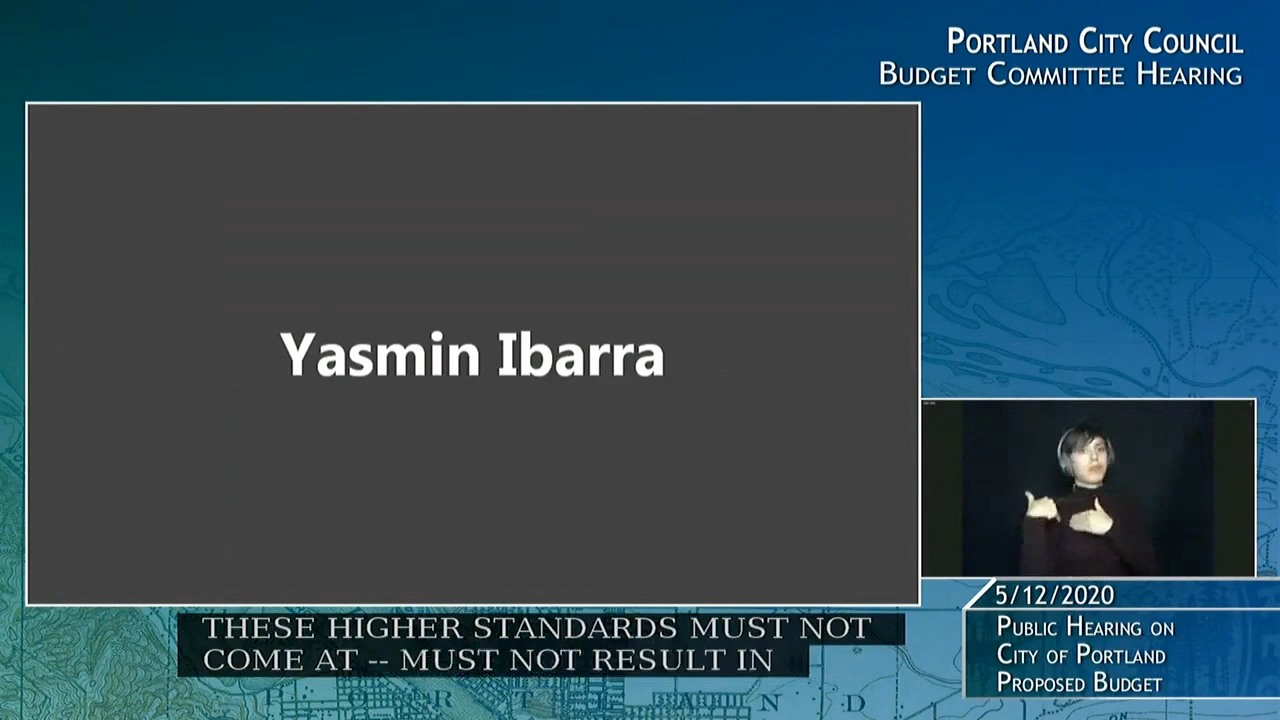 PORTLAND CITY COUNCIL
BUDGET COMMITTEE HEARING
Yasmin Ibarra
5/12/2020
PUBLIC HEARING ON
CITY OF PORTLAND
PROPOSED BUDGET
THESE HIGHER STANDARDS MUST NOT
COME AT -- MUST NOT RESULT IN